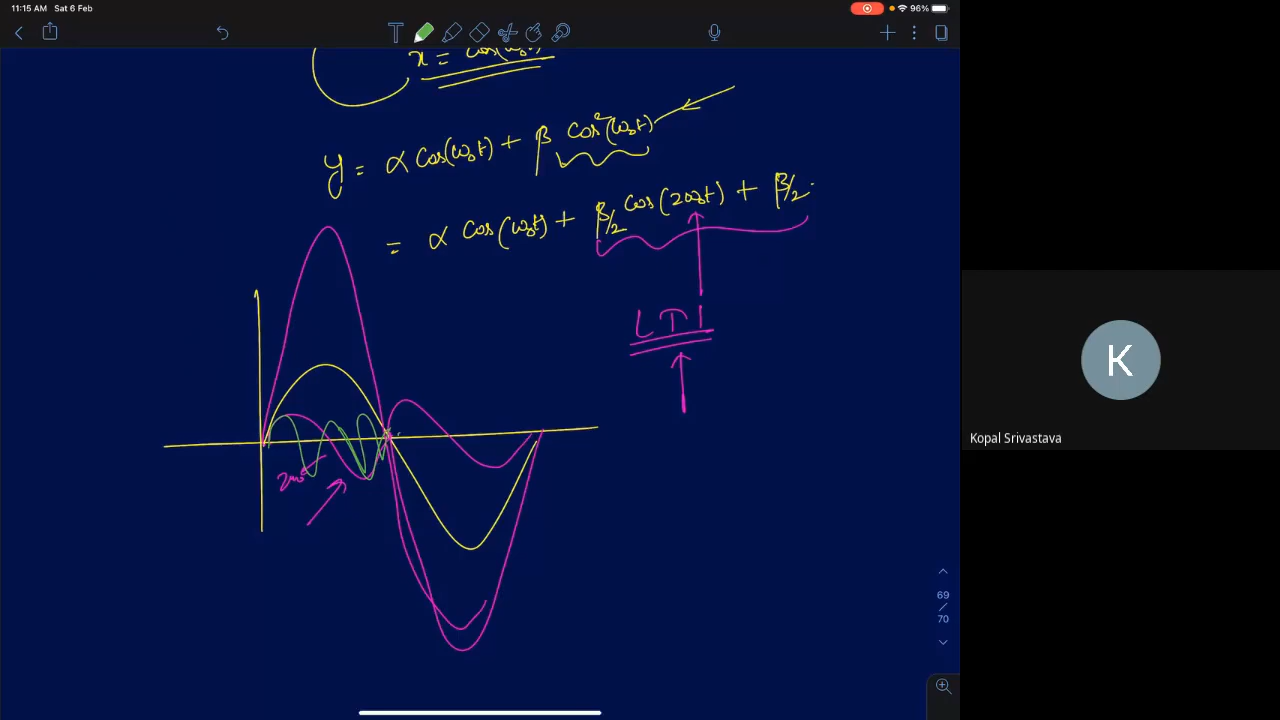 11:15 AM Sat 6 Feb
96%
x = cos(ω₀t)
y = α Cos(ω₀t) + β Cos²(ω₀t)
= α Cos(ω₀t) + β/2 Cos(2ω₀t) + β/2
LTI
2ω₀
K
Kopal Srivastava
69
/
70